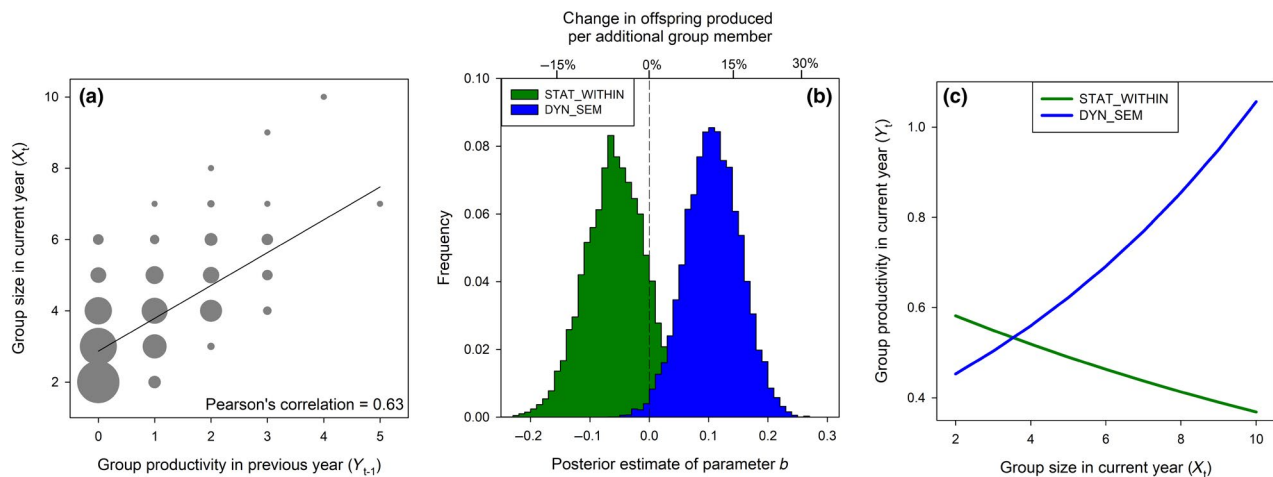 (a)
Group size in current year (Xt)
10
8
6
4
2
0 1 2 3 4 5
Pearson's correlation = 0.63
Group productivity in previous year (Yt-1)
Change in offspring produced
per additional group member
–15% 0% 15% 30%
(b)
STAT_WITHIN
DYN_SEM
Frequency
0.10
0.08
0.06
0.04
0.02
0.00
−0.2 −0.1 0.0 0.1 0.2 0.3
Posterior estimate of parameter b
(c)
STAT_WITHIN
DYN_SEM
Group productivity in current year (Yt)
1.0
0.8
0.6
0.4
2 4 6 8 10
Group size in current year (Xt)